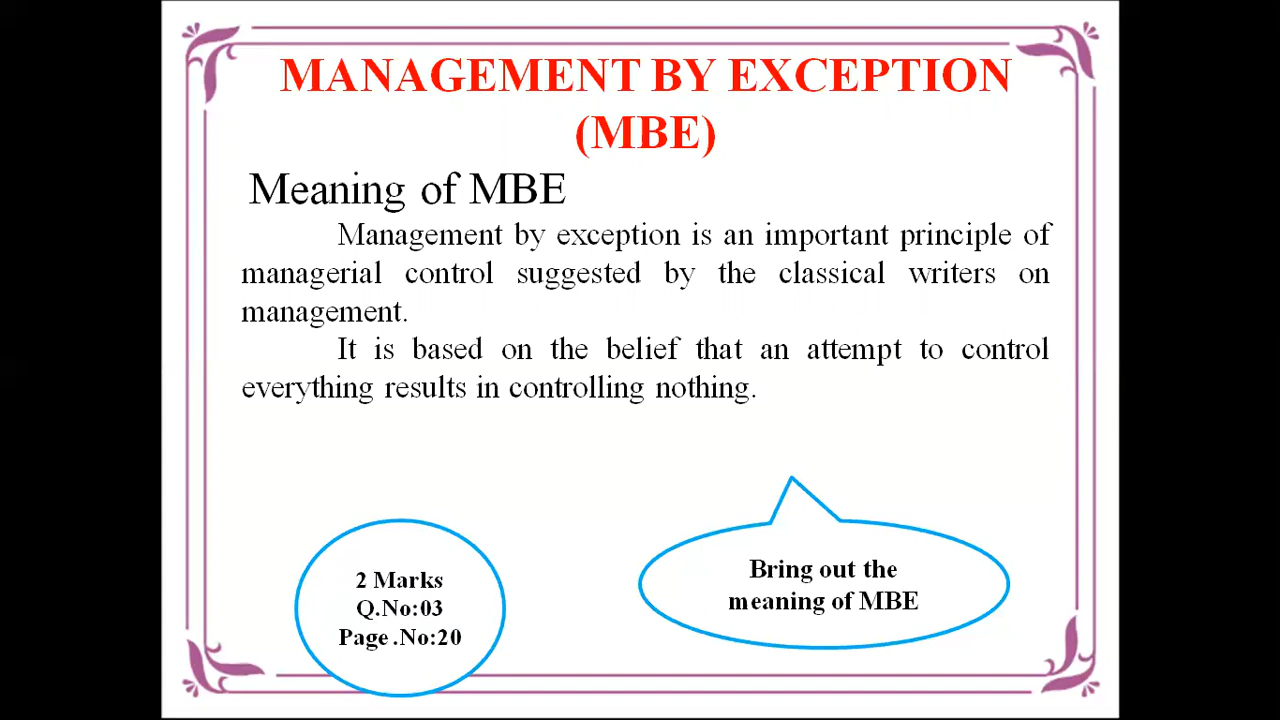 MANAGEMENT BY EXCEPTION
(MBE)
Meaning of MBE
Management by exception is an important principle of
managerial control suggested by the classical writers on
management.
It is based on the belief that an attempt to control
everything results in controlling nothing.
2 Marks
Q.No:03
Page .No:20
Bring out the
meaning of MBE